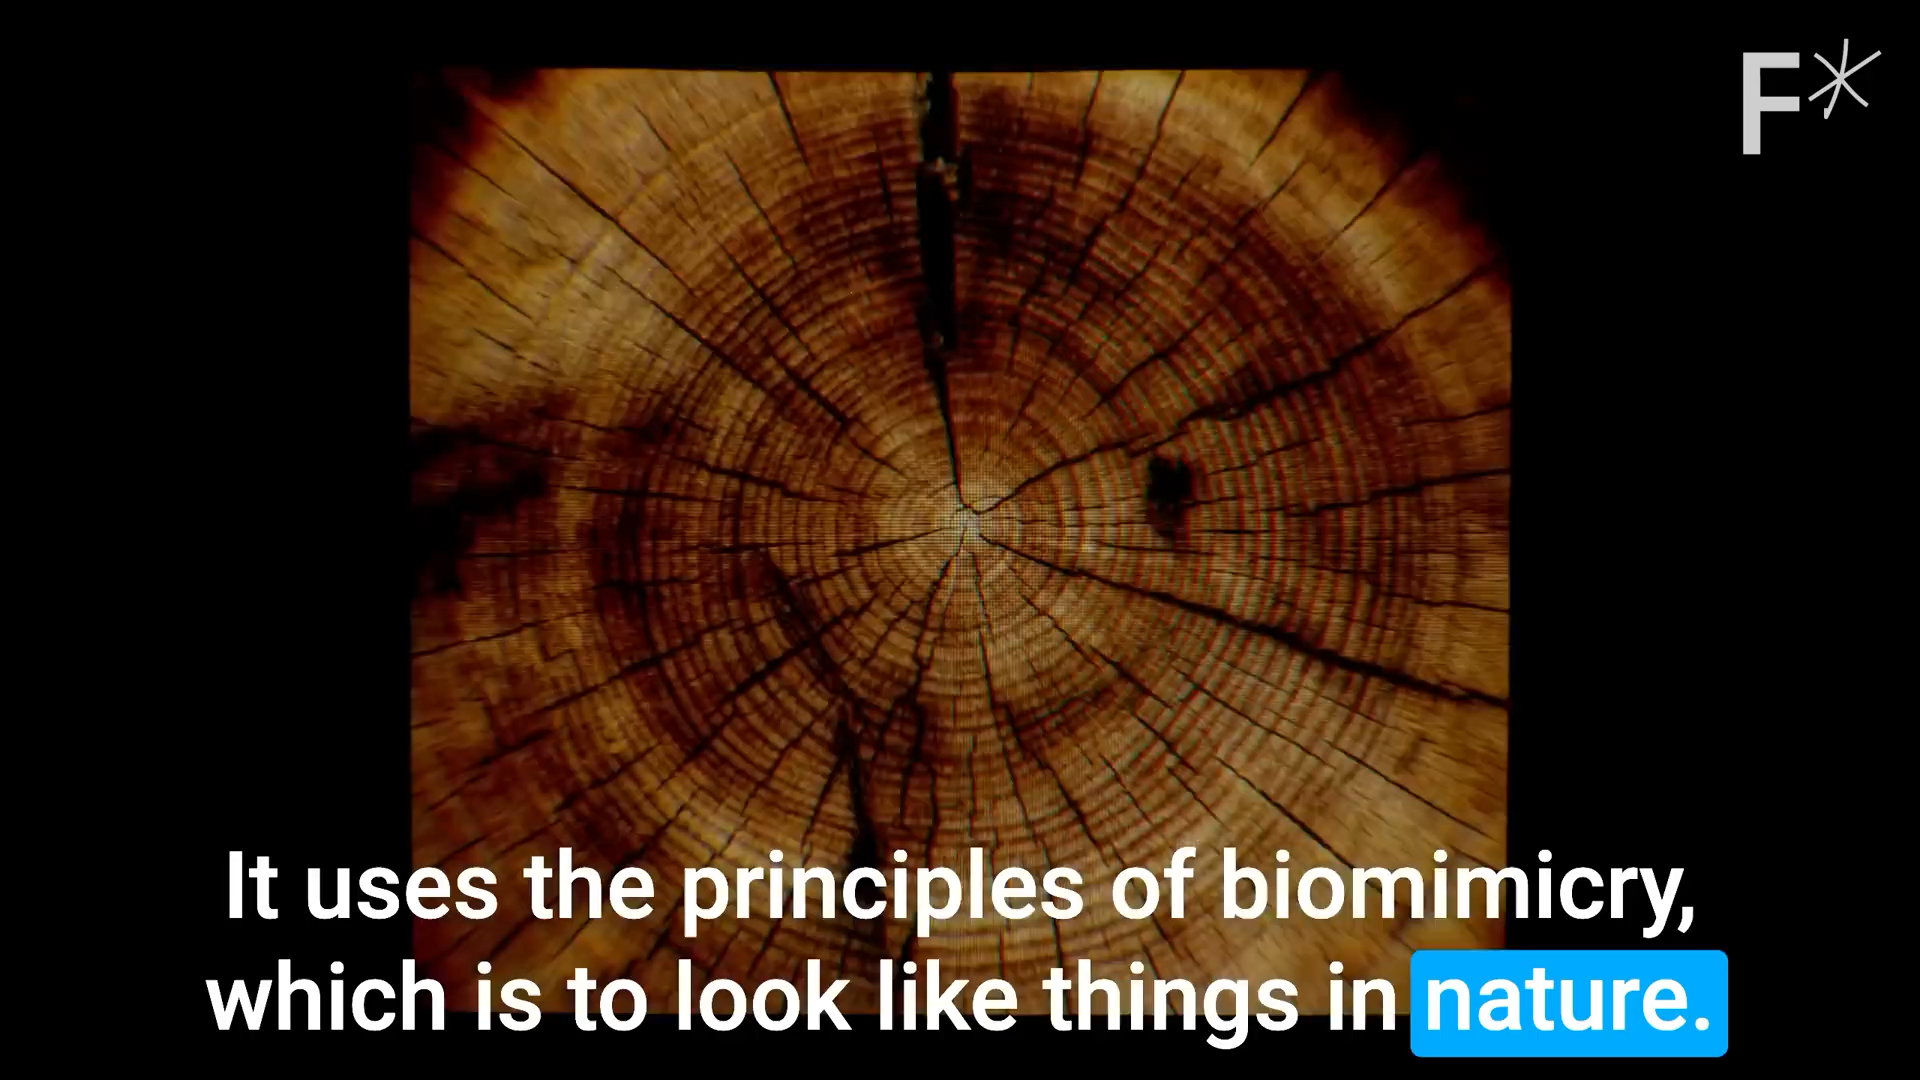 F*
It uses the principles of biomimicry,
which is to look like things in nature.